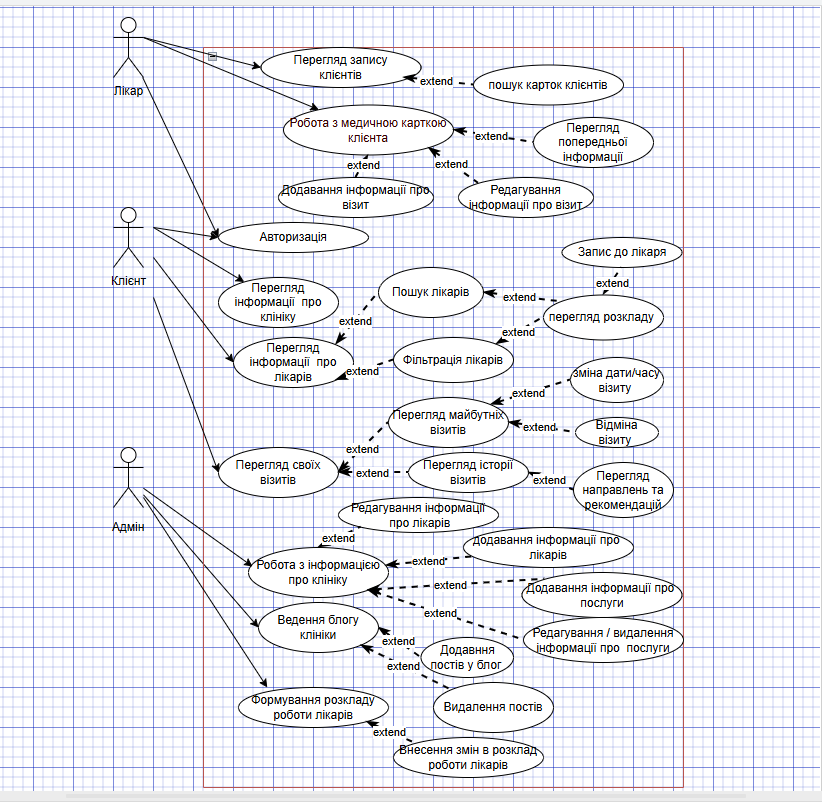 Лікар
Перегляд запису
клієнтів
extend
пошук карток клієнтів
Робота з медичною карткою
клієнта
extend
Перегляд
попередньої
інформації
extend
extend
Додавання інформації про
візит
Редагування
інформації про візит
Авторизація
Клієнт
Запис до лікаря
extend
Перегляд
інформації про
клініку
Пошук лікарів
extend
перегляд розкладу
extend
extend
Перегляд
інформації про
лікарів
extend
Фільтрація лікарів
зміна дати/часу
візиту
extend
Перегляд майбутніх
візитів
extend
Відміна
візиту
extend
Перегляд своїх
візитів
extend
Перегляд історії
візитів
extend
Перегляд
направлень та
рекомендацій
Адмін
Редагування інформації
про лікарів
extend
Додавання інформації про
лікарів
extend
Робота з інформацією
про клініку
extend
Додавання інформації про
послуги
extend
Редагування / видалення
інформації про послуги
Ведення блогу
клініки
extend
Додавння
постів у блог
extend
Видалення постів
Формування розкладу
роботи лікарів
extend
Внесення змін в розклад
роботи лікарів